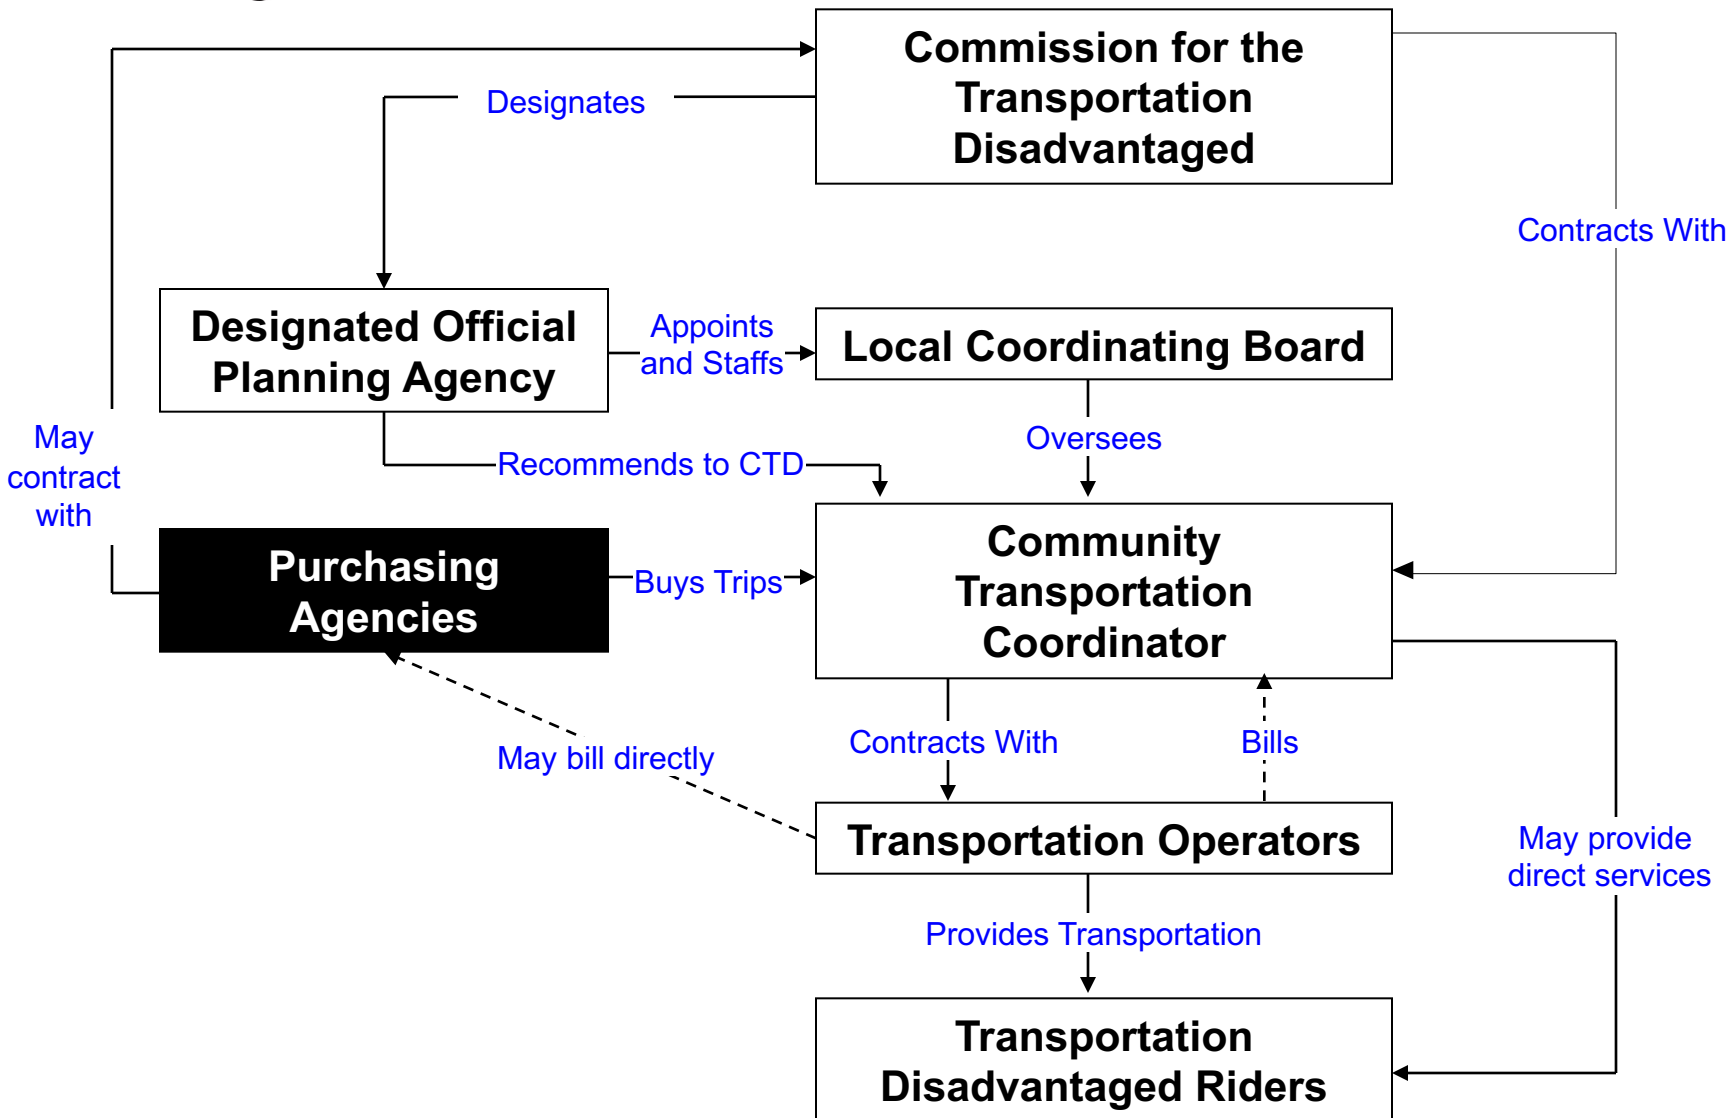 Commission for the
Transportation
Disadvantaged
Designates
Contracts With
Designated Official
Planning Agency
Appoints
and Staffs
Local Coordinating Board
May
contract
with
Recommends to CTD
Oversees
Purchasing
Agencies
Buys Trips
Community
Transportation
Coordinator
May bill directly
Contracts With
Bills
Transportation Operators
May provide
direct services
Provides Transportation
Transportation
Disadvantaged Riders